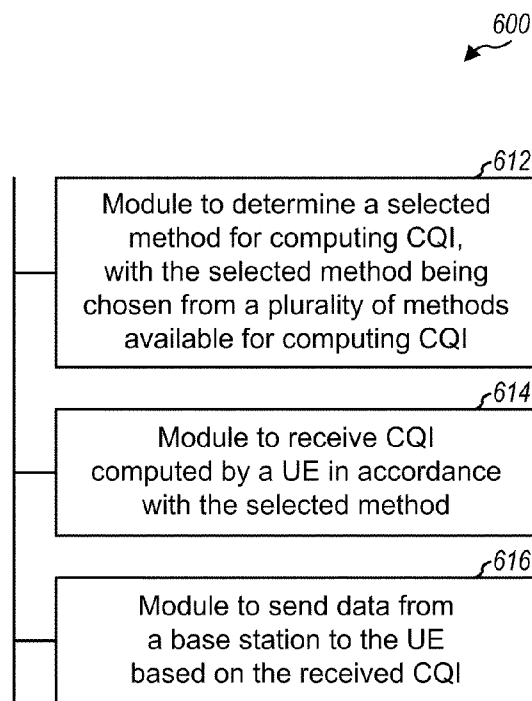 600
612
Module to determine a selected
method for computing CQI,
with the selected method being
chosen from a plurality of methods
available for computing CQI
614
Module to receive CQI
computed by a UE in accordance
with the selected method
616
Module to send data from
a base station to the UE
based on the received CQI